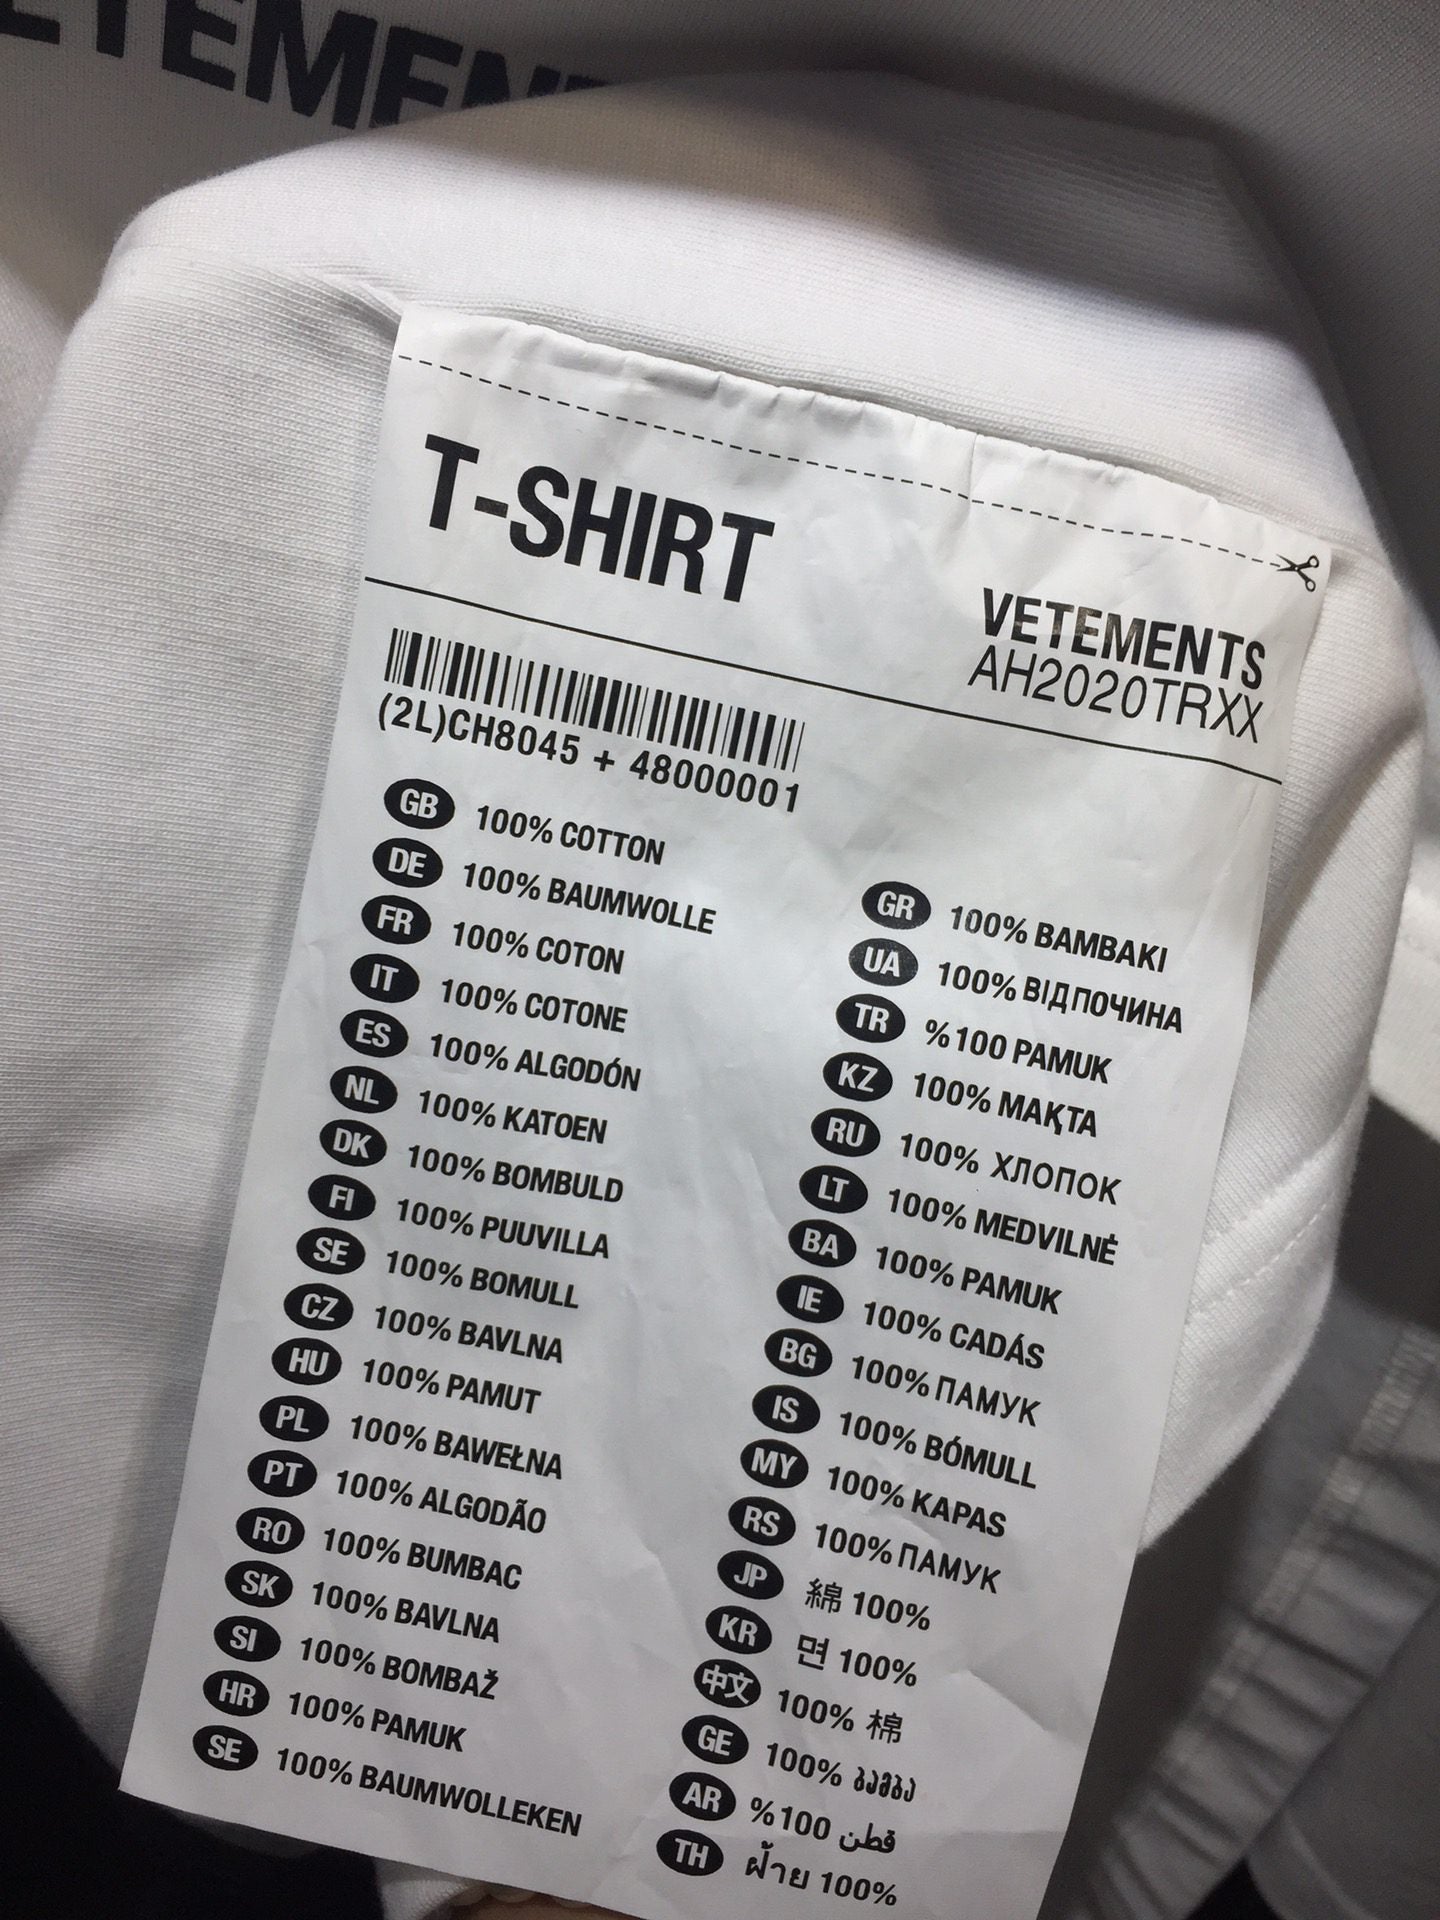 ETEMEN
T-SHIRT
VETEMENTS
AH2020TRXX
(2L)CH8045 + 48000001
GB 100% COTTON
DE 100% BAUMWOLLE
FR 100% COTON
IT 100% COTONE
ES 100% ALGODÓN
NL 100% KATOEN
DK 100% BOMBULD
FI 100% PUUVILLA
SE 100% BOMULL
CZ 100% BAVLNA
HU 100% PAMUT
PL 100% BAWEŁNA
PT 100% ALGODÃO
RO 100% BUMBAC
SK 100% BAVLNA
SI 100% BOMBAŽ
HR 100% PAMUK
SE 100% BAUMWOLLEKEN
GR 100% BAMBAKI
UA 100% ВІДПОЧИНА
TR %100 PAMUK
KZ 100% МАҚТА
RU 100% ХЛОПОК
LT 100% MEDVILNĖ
BA 100% PAMUK
IE 100% CADÁS
BG 100% ПАМУК
IS 100% BÓMULL
MY 100% KAPAS
RS 100% ПАМУК
JP 綿 100%
KR 면 100%
中文 100% 棉
GE 100% ბამბა
AR %100 قطن
TH ฝ้าย 100%